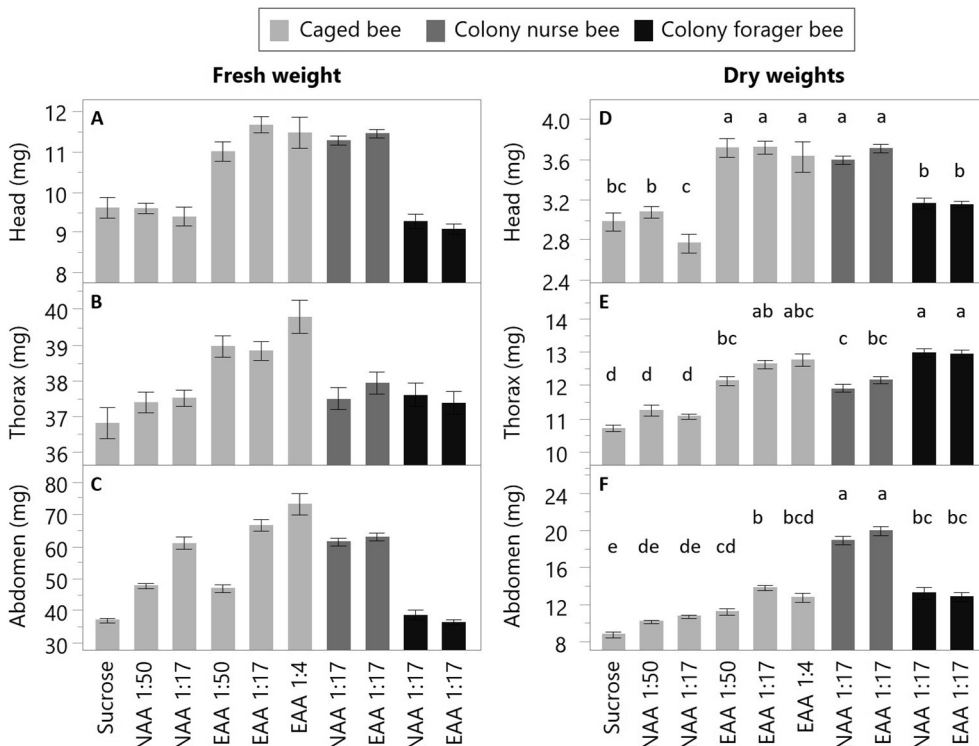 Caged bee Colony nurse bee Colony forager bee
Fresh weight
Dry weights
A
Head (mg)
12
11
10
9
8
B
Thorax (mg)
40
39
38
37
36
C
Abdomen (mg)
80
70
60
50
40
30
Sucrose
NAA 1:50
NAA 1:17
EAA 1:50
EAA 1:17
EAA 1:4
NAA 1:17
EAA 1:17
NAA 1:17
EAA 1:17
D
Head (mg)
4.0
3.6
3.2
2.8
2.4
bc b c a a a a a b b
E
Thorax (mg)
14
13
12
11
10
d d d bc ab abc c bc a a
F
Abdomen (mg)
24
20
16
12
8
e de de cd b bcd a a bc bc
Sucrose
NAA 1:50
NAA 1:17
EAA 1:50
EAA 1:17
EAA 1:4
NAA 1:17
EAA 1:17
NAA 1:17
EAA 1:17